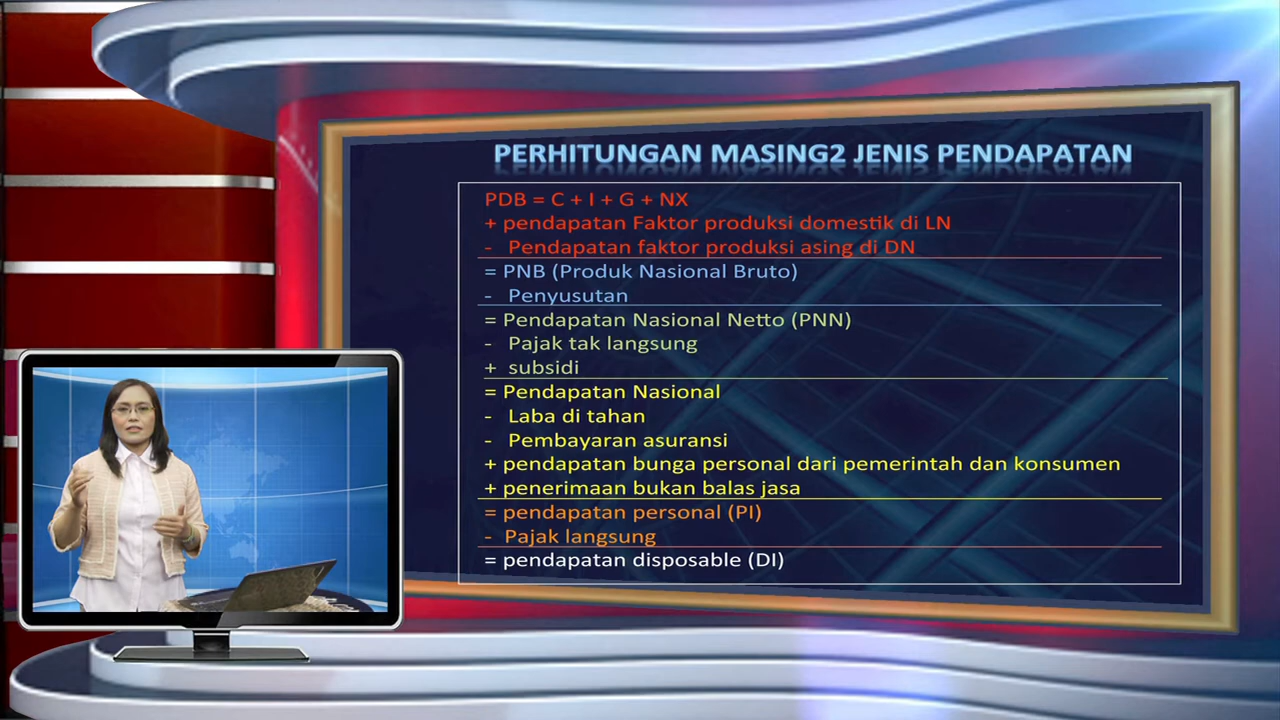 PERHITUNGAN MASING2 JENIS PENDAPATAN
PDB = C + I + G + NX
+ pendapatan Faktor produksi domestik di LN
- Pendapatan faktor produksi asing di DN
= PNB (Produk Nasional Bruto)
- Penyusutan
= Pendapatan Nasional Netto (PNN)
- Pajak tak langsung
+ subsidi
= Pendapatan Nasional
- Laba di tahan
- Pembayaran asuransi
+ pendapatan bunga personal dari pemerintah dan konsumen
+ penerimaan bukan balas jasa
= pendapatan personal (PI)
- Pajak langsung
= pendapatan disposable (DI)